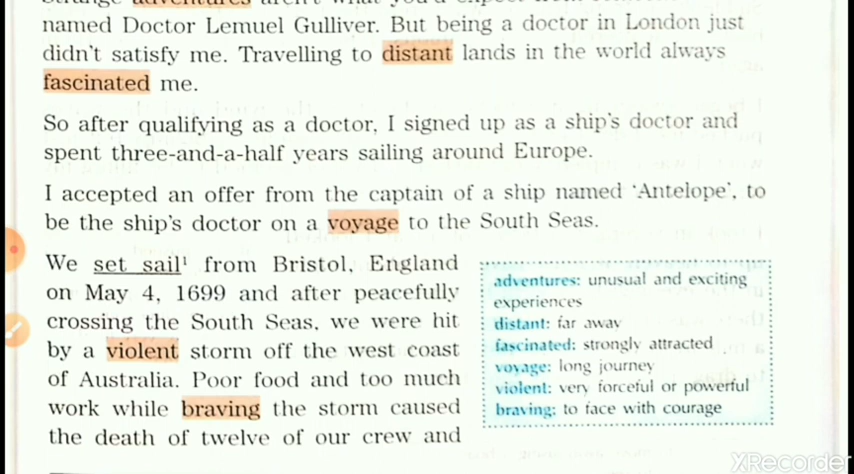 named Doctor Lemuel Gulliver. But being a doctor in London just
didn't satisfy me. Travelling to distant lands in the world always
fascinated me.
So after qualifying as a doctor, I signed up as a ship's doctor and
spent three-and-a-half years sailing around Europe.
I accepted an offer from the captain of a ship named 'Antelope', to
be the ship's doctor on a voyage to the South Seas.
We set sail¹ from Bristol, England
on May 4, 1699 and after peacefully
crossing the South Seas, we were hit
by a violent storm off the west coast
of Australia. Poor food and too much
work while braving the storm caused
the death of twelve of our crew and
adventures: unusual and exciting
experiences
distant: far away
fascinated: strongly attracted
voyage: long journey
violent: very forceful or powerful
braving: to face with courage
XRecorder